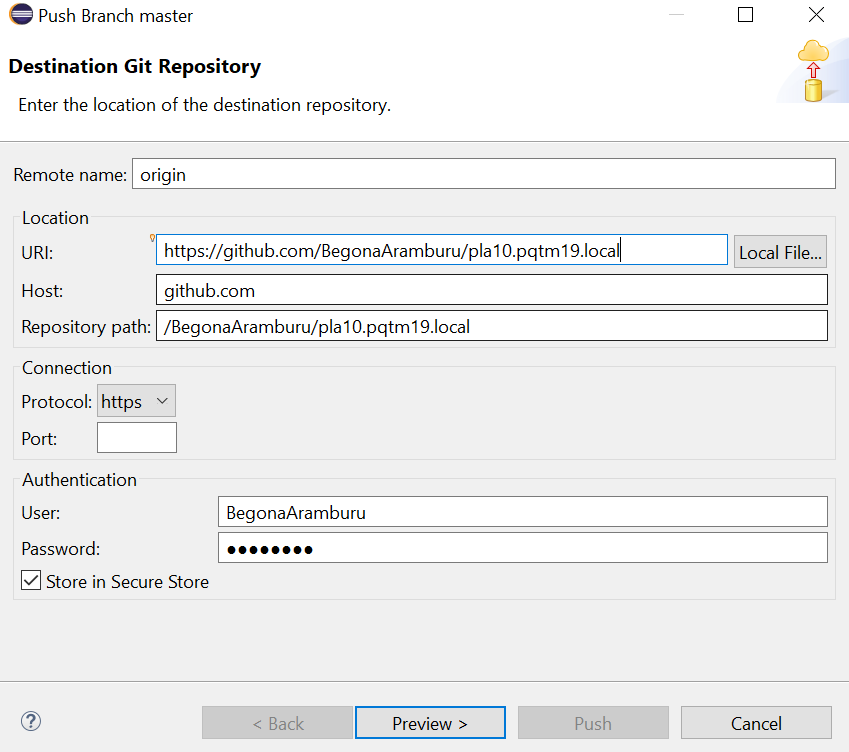 Push Branch master
Destination Git Repository
Enter the location of the destination repository.
Remote name: origin
Location
URI: https://github.com/BegonaAramburu/pla10.pqtm19.local Local File...
Host: github.com
Repository path: /BegonaAramburu/pla10.pqtm19.local
Connection
Protocol: https
Port:
Authentication
User: BegonaAramburu
Password: ●●●●●●●●
Store in Secure Store
< Back Preview > Push Cancel